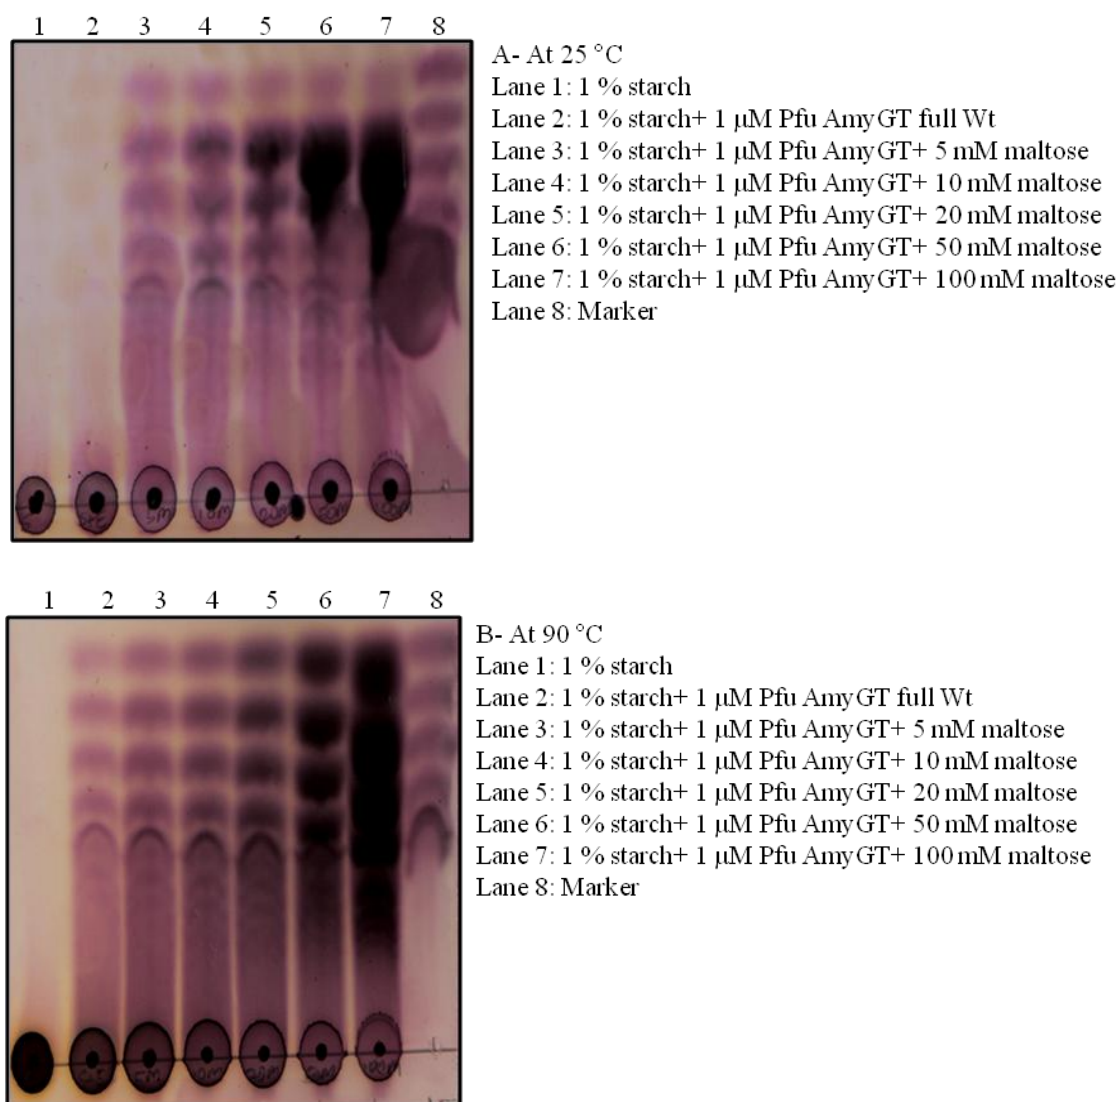 1 2 3 4 5 6 7 8
A- At 25 °C
Lane 1: 1 % starch
Lane 2: 1 % starch+ 1 μM Pfu AmyGT full Wt
Lane 3: 1 % starch+ 1 μM Pfu AmyGT+ 5 mM maltose
Lane 4: 1 % starch+ 1 μM Pfu AmyGT+ 10 mM maltose
Lane 5: 1 % starch+ 1 μM Pfu AmyGT+ 20 mM maltose
Lane 6: 1 % starch+ 1 μM Pfu AmyGT+ 50 mM maltose
Lane 7: 1 % starch+ 1 μM Pfu AmyGT+ 100 mM maltose
Lane 8: Marker
1 2 3 4 5 6 7 8
B- At 90 °C
Lane 1: 1 % starch
Lane 2: 1 % starch+ 1 μM Pfu AmyGT full Wt
Lane 3: 1 % starch+ 1 μM Pfu AmyGT+ 5 mM maltose
Lane 4: 1 % starch+ 1 μM Pfu AmyGT+ 10 mM maltose
Lane 5: 1 % starch+ 1 μM Pfu AmyGT+ 20 mM maltose
Lane 6: 1 % starch+ 1 μM Pfu AmyGT+ 50 mM maltose
Lane 7: 1 % starch+ 1 μM Pfu AmyGT+ 100 mM maltose
Lane 8: Marker